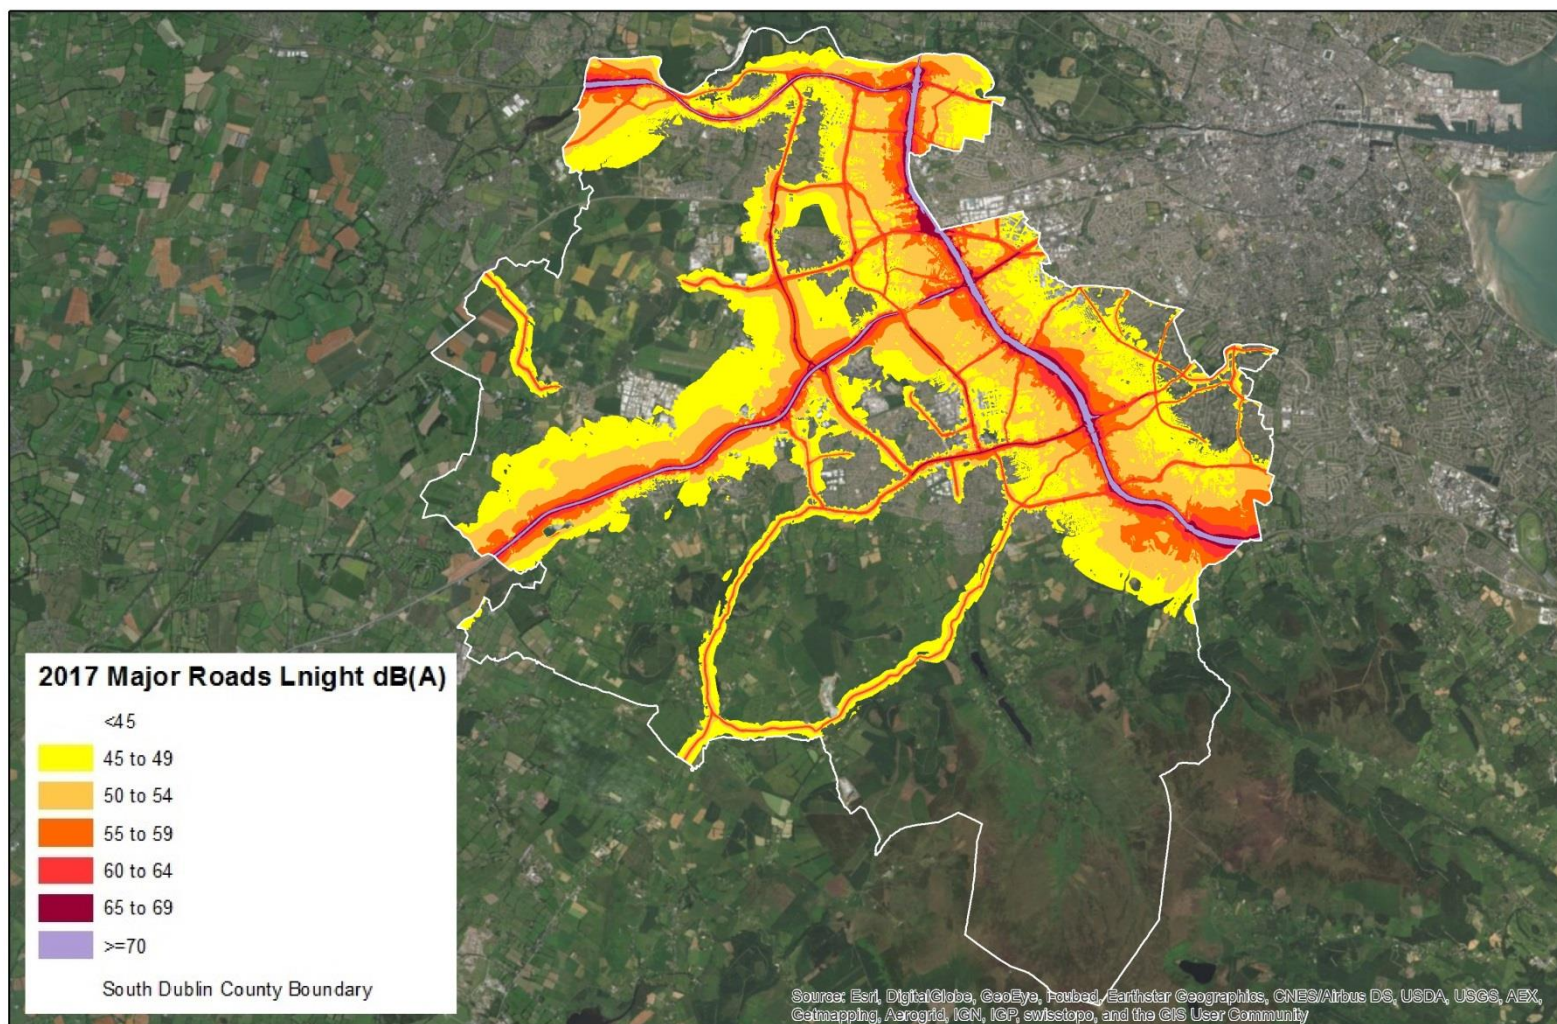 2017 Major Roads Lnight dB(A)
<45
45 to 49
50 to 54
55 to 59
60 to 64
65 to 69
>=70
South Dublin County Boundary
Source: Esri, DigitalGlobe, GeoEye, i-cubed, Earthstar Geographics, CNES/Airbus DS, USDA, USGS, AEX,
Getmapping, Aerogrid, IGN, IGP, swisstopo, and the GIS User Community